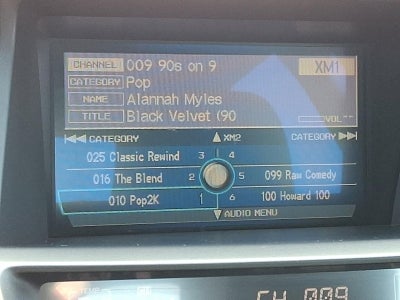 CHANNEL 009 90s on 9 XM1
CATEGORY Pop
NAME Alannah Myles
TITLE Black Velvet (90 VOL--
CATEGORY XM2 CATEGORY
025 Classic Rewind 3 4
016 The Blend 2 5 099 Raw Comedy
010 Pop2K 1 6 100 Howard 100
AUDIO MENU
CH 009